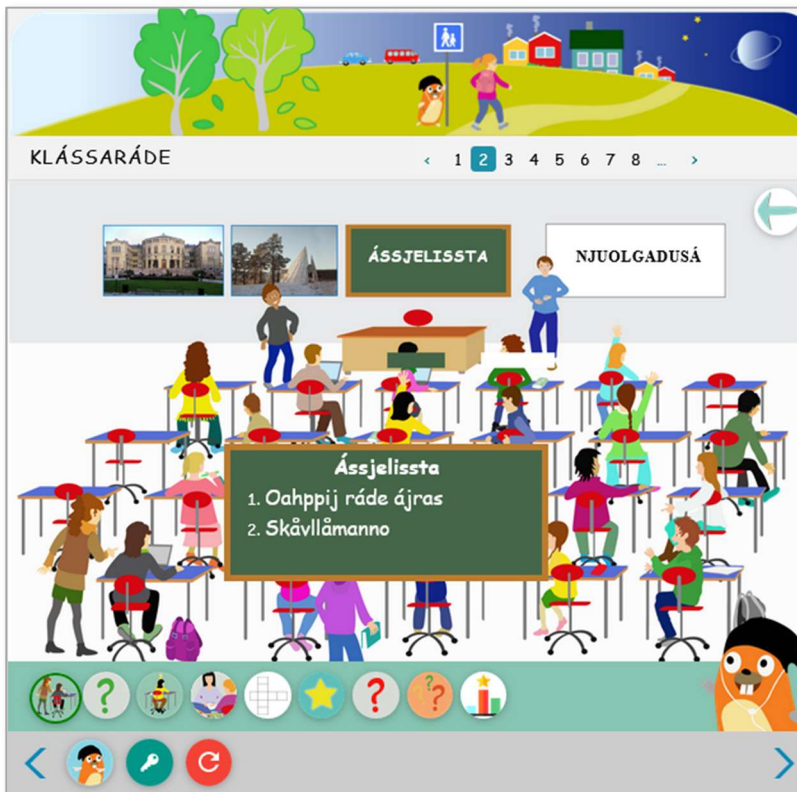 KLÁSSARÁDE
‹ 1 2 3 4 5 6 7 8 ... ›
ÁSSJELISSTA
NJUOLGADUSÁ
Ássjelissta
1. Oahppij ráde ájras
2. Skåvllåmanno
? ? ? ?